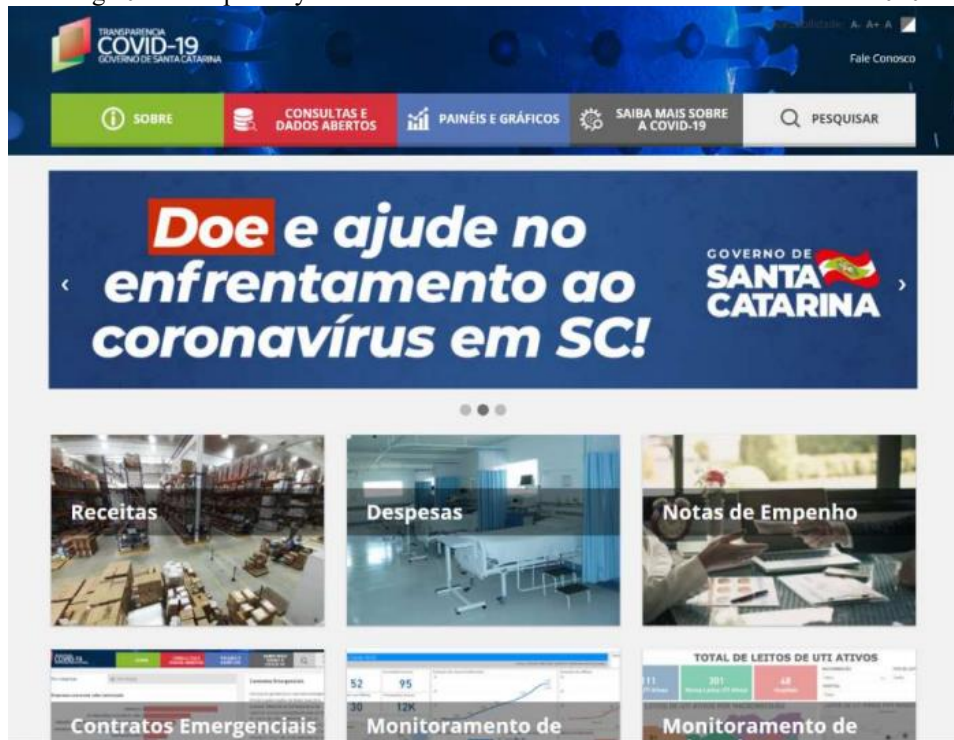 A- A+ A
TRANSPARENCIA
COVID-19
GOVERNO DE SANTA CATARINA
Fale Conosco
SOBRE
CONSULTAS E
DADOS ABERTOS
PAINÉIS E GRÁFICOS
SAIBA MAIS SOBRE
A COVID-19
PESQUISAR
Doe e ajude no
enfrentamento ao
coronavírus em SC!
GOVERNO DE
SANTA
CATARINA
Receitas
Despesas
Notas de Empenho
Contratos Emergenciais
52
95
30
12K
Monitoramento de
TOTAL DE LEITOS DE UTI ATIVOS
Monitoramento de